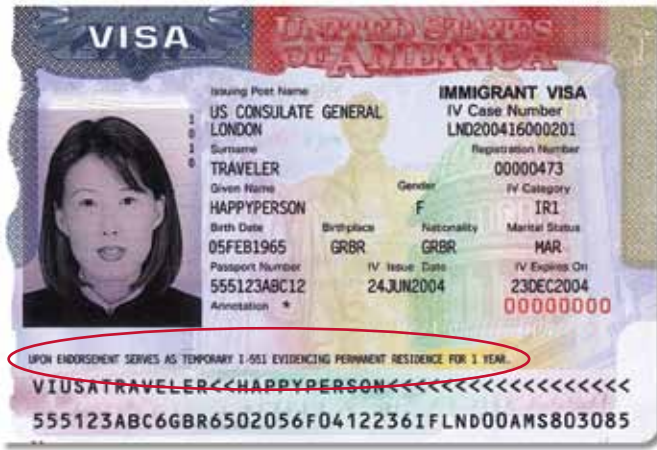 VISA UNITED STATES OF AMERICA
Issuing Post Name IMMIGRANT VISA
US CONSULATE GENERAL IV Case Number
LONDON LND200416000201
Surname Registration Number
TRAVELER 00000473
Given Name Gender IV Category
HAPPYPERSON F IR1
Birth Date Birthplace Nationality Marital Status
05FEB1965 GRBR GRBR MAR
Passport Number IV Issue Date IV Expires On
555123ABC12 24JUN2004 23DEC2004
Annotation * 00000000
1010
UPON ENDORSEMENT SERVES AS TEMPORARY I-551 EVIDENCING PERMANENT RESIDENCE FOR 1 YEAR.
VIUSATRAVELER<<HAPPYPERSON<<<<<<<<<<<<<<<<<<
555123ABC6GBR6502056F0412236IFLND00AMS803085